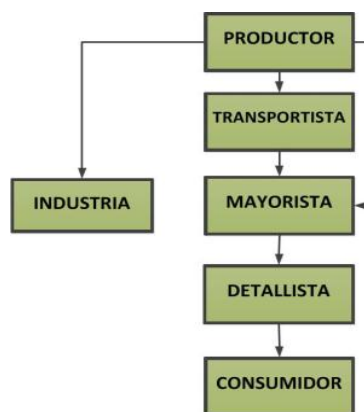 PRODUCTOR
TRANSPORTISTA
INDUSTRIA
MAYORISTA
DETALLISTA
CONSUMIDOR